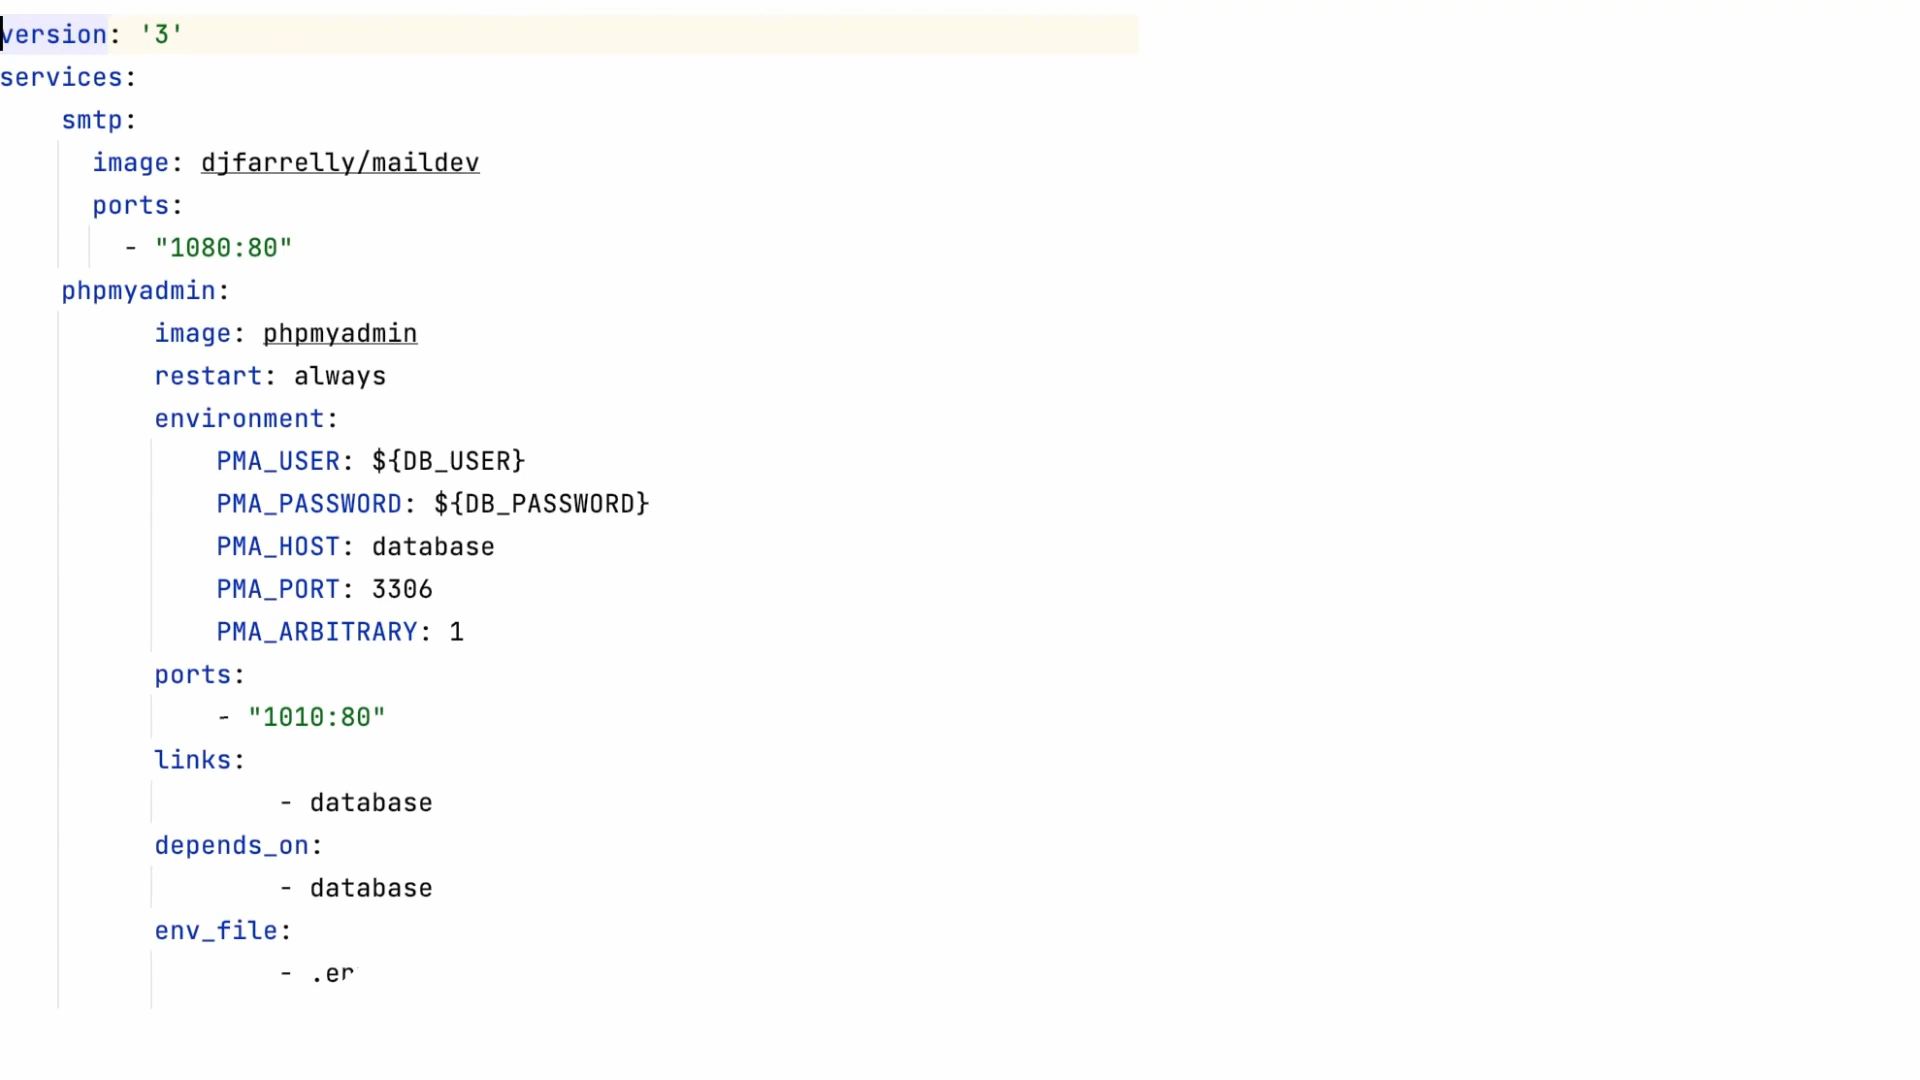 version: '3'
services:
    smtp:
      image: djfarrelly/maildev
      ports:
        - "1080:80"
    phpmyadmin:
          image: phpmyadmin
          restart: always
          environment:
              PMA_USER: ${DB_USER}
              PMA_PASSWORD: ${DB_PASSWORD}
              PMA_HOST: database
              PMA_PORT: 3306
              PMA_ARBITRARY: 1
          ports:
              - "1010:80"
          links:
                  - database
          depends_on:
                  - database
          env_file:
                  - .er